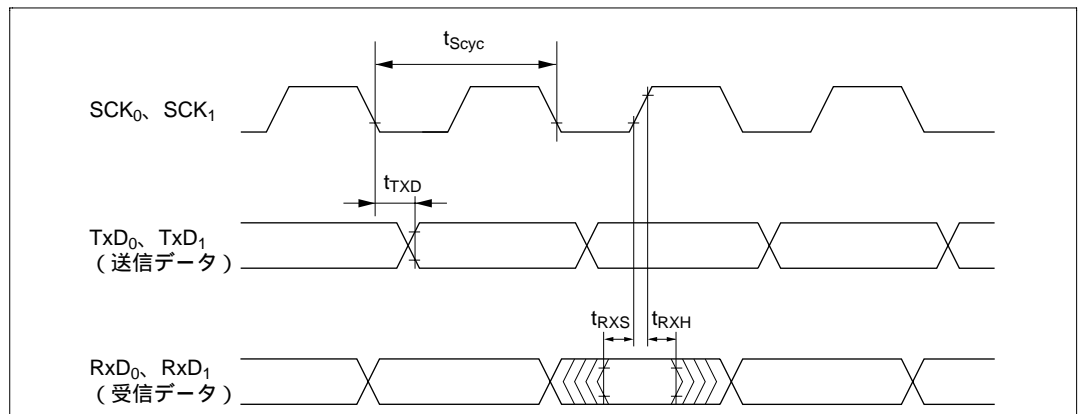 tScyc
SCK0、SCK1
tTXD
TxD0、TxD1
（送信データ）
tRXS
tRXH
RxD0、RxD1
（受信データ）